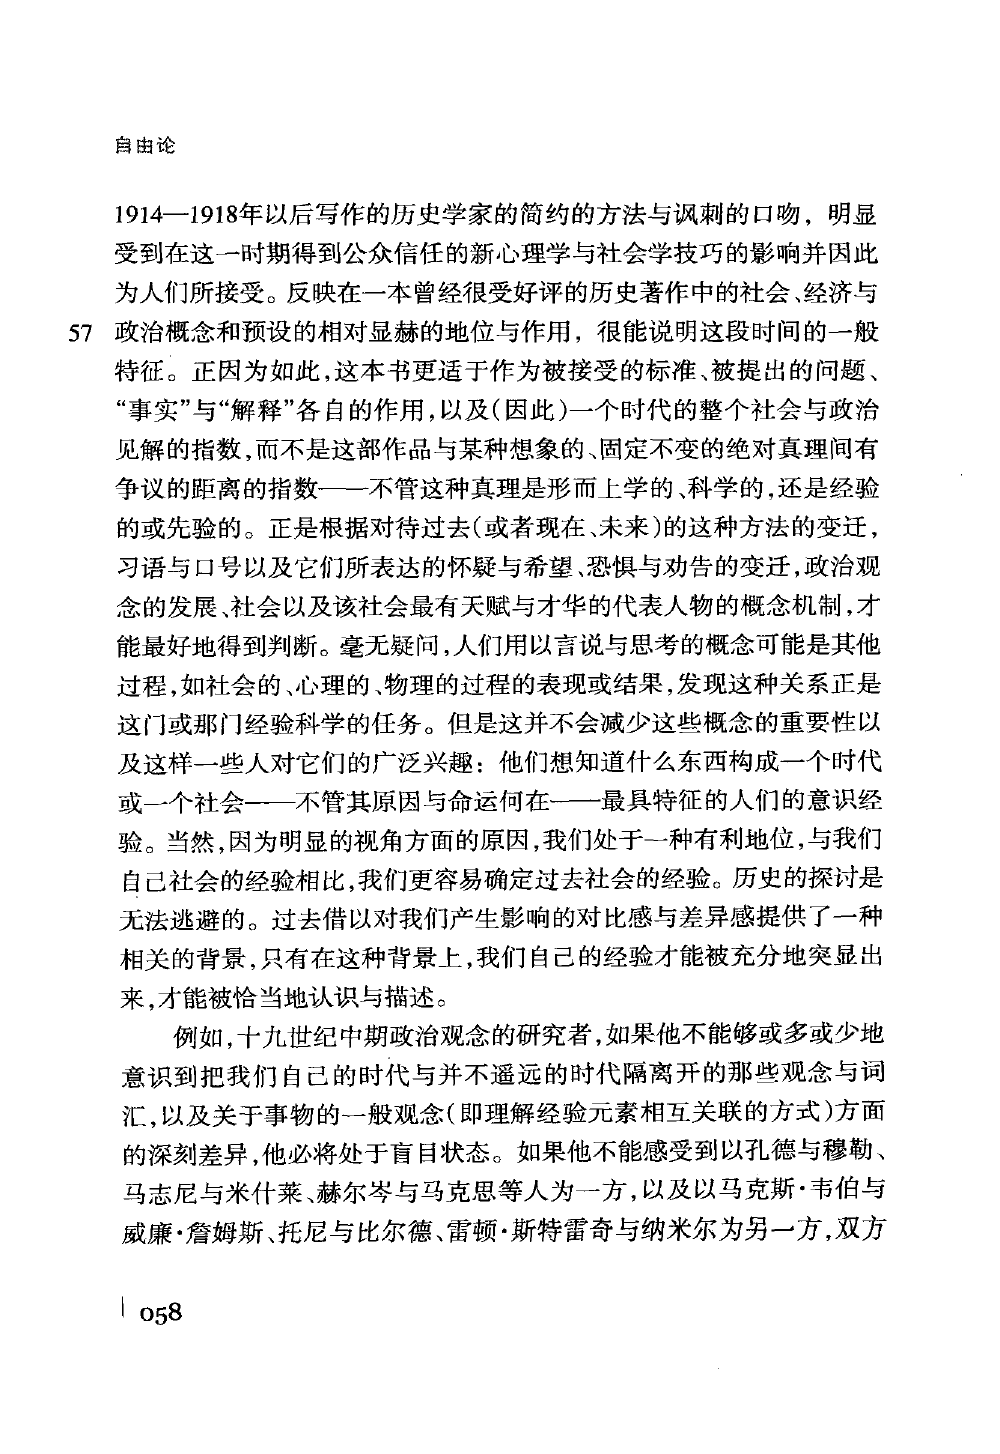 自由论
1914—1918年以后写作的历史学家的简约的方法与讽刺的口吻，明显
受到在这一时期得到公众信任的新心理学与社会学技巧的影响并因此
为人们所接受。反映在一本曾经很受好评的历史著作中的社会、经济与
57 政治概念和预设的相对显赫的地位与作用，很能说明这段时间的一般
特征。正因为如此,这本书更适于作为被接受的标准、被提出的问题、
“事实”与“解释”各自的作用,以及(因此)一个时代的整个社会与政治
见解的指数,而不是这部作品与某种想象的、固定不变的绝对真理间有
争议的距离的指数——不管这种真理是形而上学的、科学的,还是经验
的或先验的。正是根据对待过去(或者现在、未来)的这种方法的变迁,
习语与口号以及它们所表达的怀疑与希望、恐惧与劝告的变迁,政治观
念的发展、社会以及该社会最有天赋与才华的代表人物的概念机制,才
能最好地得到判断。毫无疑问,人们用以言说与思考的概念可能是其他
过程,如社会的、心理的、物理的过程的表现或结果,发现这种关系正是
这门或那门经验科学的任务。但是这并不会减少这些概念的重要性以
及这样一些人对它们的广泛兴趣：他们想知道什么东西构成一个时代
或一个社会——不管其原因与命运何在——最具特征的人们的意识经
验。当然,因为明显的视角方面的原因,我们处于一种有利地位,与我们
自己社会的经验相比,我们更容易确定过去社会的经验。历史的探讨是
无法逃避的。过去借以对我们产生影响的对比感与差异感提供了一种
相关的背景,只有在这种背景上,我们自己的经验才能被充分地突显出
来,才能被恰当地认识与描述。
例如,十九世纪中期政治观念的研究者,如果他不能够或多或少地
意识到把我们自己的时代与并不遥远的时代隔离开的那些观念与词
汇,以及关于事物的一般观念(即理解经验元素相互关联的方式)方面
的深刻差异,他必将处于盲目状态。如果他不能感受到以孔德与穆勒、
马志尼与米什莱、赫尔岑与马克思等人为一方,以及以马克斯·韦伯与
威廉·詹姆斯、托尼与比尔德、雷顿·斯特雷奇与纳米尔为另一方,双方
058